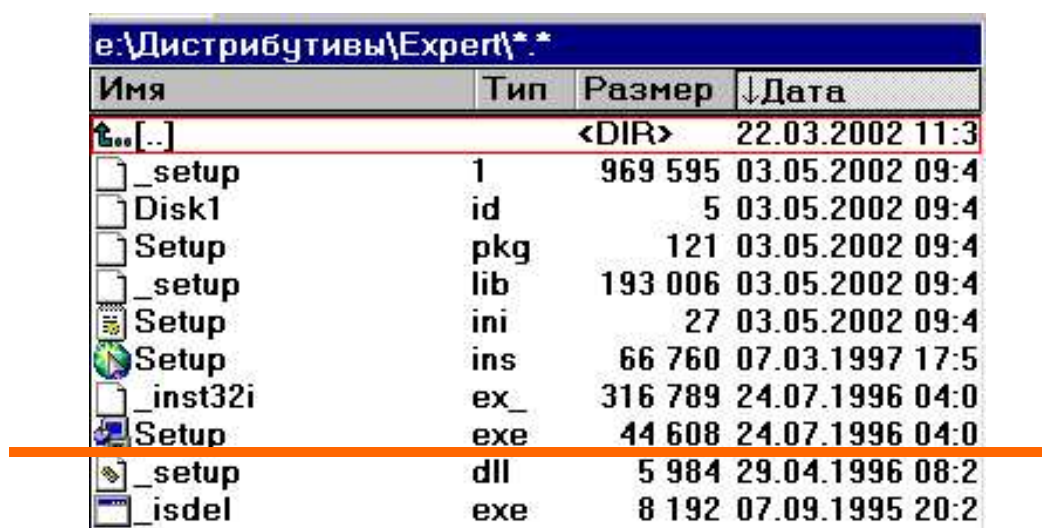 e:\Дистрибутивы\Expert\*.*
Имя Тип Размер ↓Дата
[..] <DIR> 22.03.2002 11:3
_setup 1 969 595 03.05.2002 09:4
Disk1 id 5 03.05.2002 09:4
Setup pkg 121 03.05.2002 09:4
_setup lib 193 006 03.05.2002 09:4
Setup ini 27 03.05.2002 09:4
Setup ins 66 760 07.03.1997 17:5
_inst32i ex_ 316 789 24.07.1996 04:0
Setup exe 44 608 24.07.1996 04:0
_setup dll 5 984 29.04.1996 08:2
_isdel exe 8 192 07.09.1995 20:2